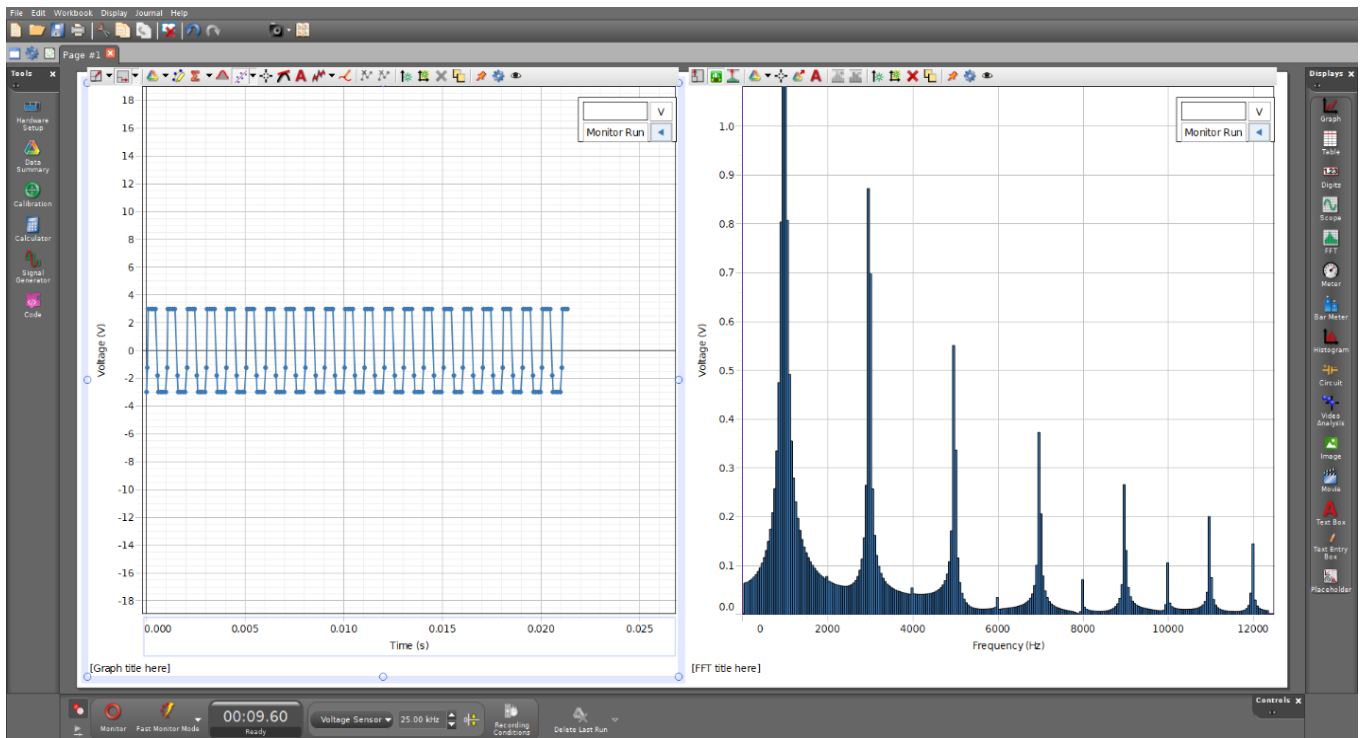 File Edit Workbook Display Journal Help
Page #1
Tools
Hardware
Setup
Data
Summary
Calibration
Calculator
Signal
Generator
Code
18
16
14
12
10
8
6
4
2
0
-2
-4
-6
-8
-10
-12
-14
-16
-18
Voltage (V)
0.000 0.005 0.010 0.015 0.020 0.025
Time (s)
[Graph title here]
V
Monitor Run
1.0
0.9
0.8
0.7
0.6
0.5
0.4
0.3
0.2
0.1
0.0
Voltage (V)
0 2000 4000 6000 8000 10000 12000
Frequency (Hz)
[FFT title here]
V
Monitor Run
Displays
Graph
Table
1.23
Digits
Scope
FFT
Meter
Bar Meter
Histogram
Circuit
Video
Analysis
Image
Movie
Text Box
Text Entry
Box
Placeholder
Monitor
Fast Monitor Mode
00:09.60
Ready
Voltage Sensor
25.00 kHz
Recording
Conditions
Delete Last Run
Controls